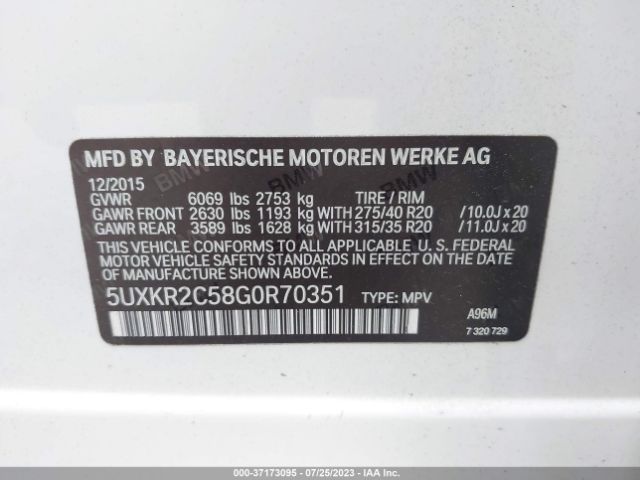 MFD BY BAYERISCHE MOTOREN WERKE AG
12/2015
GVWR 6069 lbs 2753 kg TIRE / RIM
GAWR FRONT 2630 lbs 1193 kg WITH 275/40 R20 /10.0J x 20
GAWR REAR 3589 lbs 1628 kg WITH 315/35 R20 /11.0J x 20
THIS VEHICLE CONFORMS TO ALL APPLICABLE U. S. FEDERAL
MOTOR VEHICLE SAFETY STANDARDS IN EFFECT ON THE
DATE OF MANUFACTURE SHOWN ABOVE.
5UXKR2C58G0R70351 TYPE: MPV A96M
7 320 729
000-37173095 - 07/25/2023 - IAA Inc.